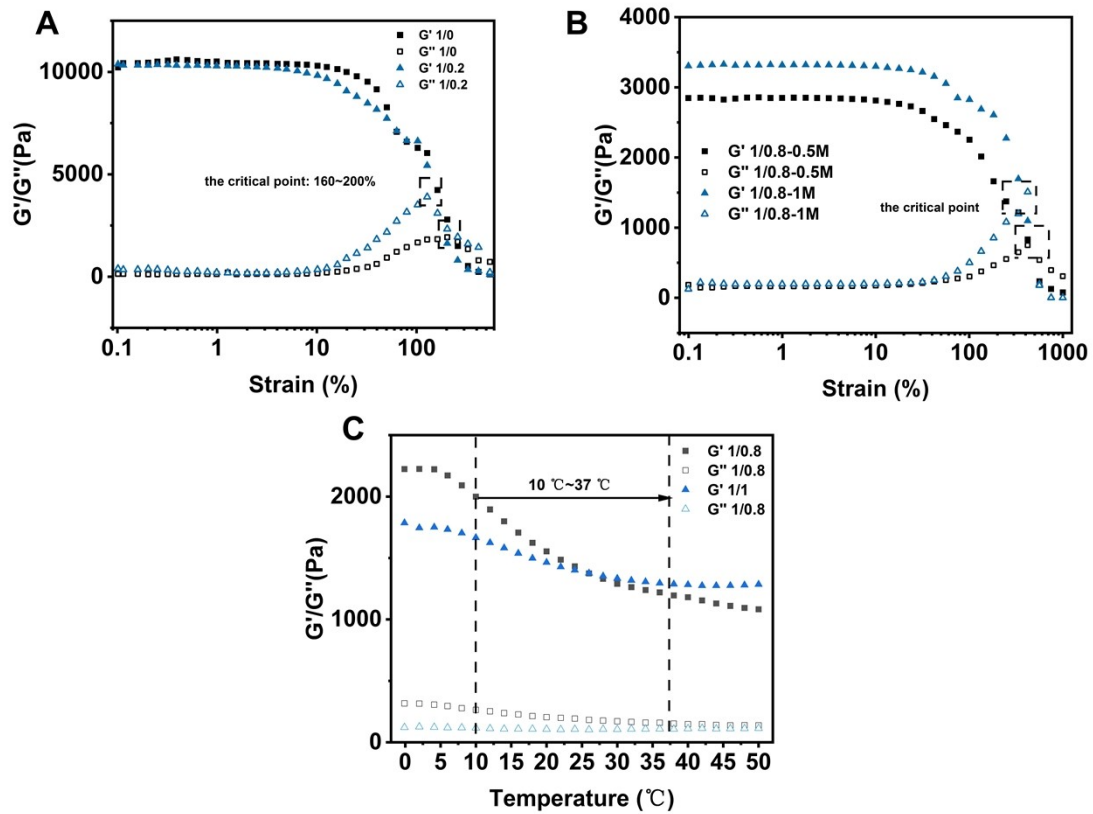 A
G' 1/0
G'' 1/0
G' 1/0.2
G'' 1/0.2
10000
5000
0
G'/G''(Pa)
the critical point: 160~200%
0.1 1 10 100
Strain (%)
B
4000
3000
2000
1000
0
G'/G''(Pa)
G' 1/0.8-0.5M
G'' 1/0.8-0.5M
G' 1/0.8-1M
G'' 1/0.8-1M
the critical point
0.1 1 10 100 1000
Strain (%)
C
G' 1/0.8
G'' 1/0.8
G' 1/1
G'' 1/0.8
10 ℃~37 ℃
2000
1000
0
G'/G''(Pa)
0 5 10 15 20 25 30 35 40 45 50
Temperature (℃)